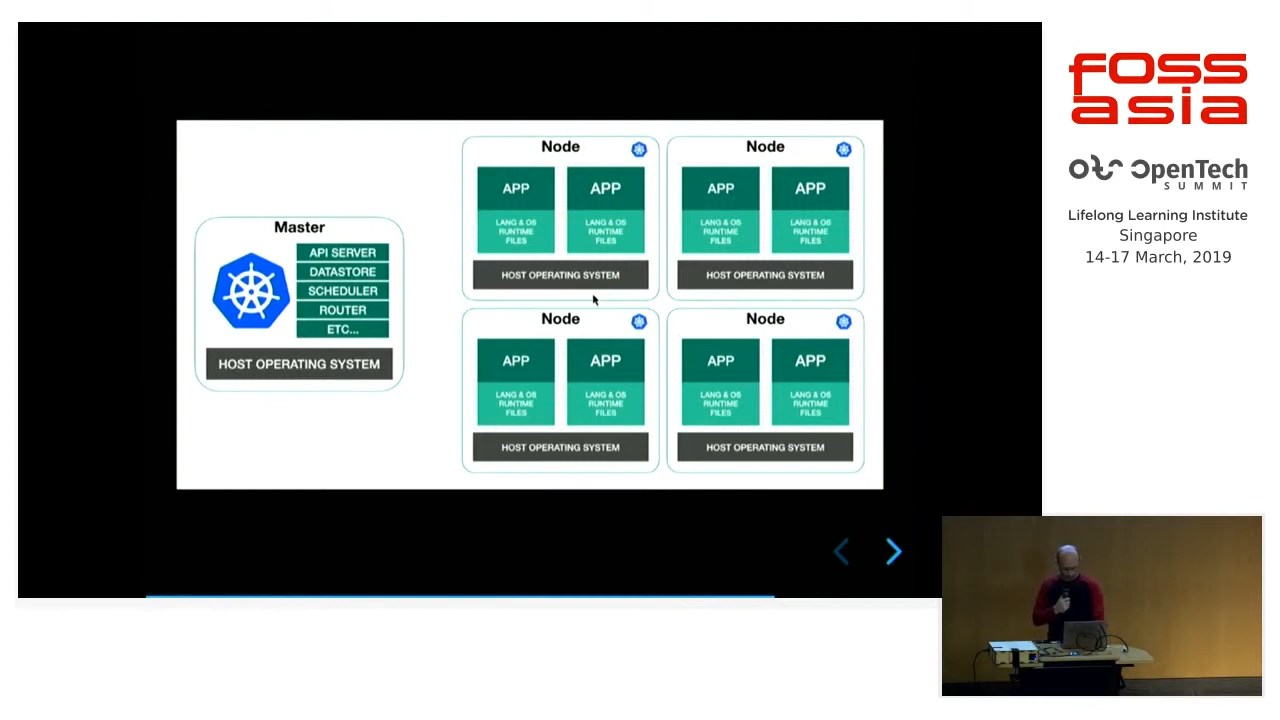 Master
API SERVER
DATASTORE
SCHEDULER
ROUTER
ETC...
HOST OPERATING SYSTEM
Node
APP
LANG & OS
RUNTIME
FILES
APP
LANG & OS
RUNTIME
FILES
HOST OPERATING SYSTEM
Node
APP
LANG & OS
RUNTIME
FILES
APP
LANG & OS
RUNTIME
FILES
HOST OPERATING SYSTEM
Node
APP
LANG & OS
RUNTIME
FILES
APP
LANG & OS
RUNTIME
FILES
HOST OPERATING SYSTEM
Node
APP
LANG & OS
RUNTIME
FILES
APP
LANG & OS
RUNTIME
FILES
HOST OPERATING SYSTEM
FOSS
asia
OpenTech
SUMMIT
Lifelong Learning Institute
Singapore
14-17 March, 2019